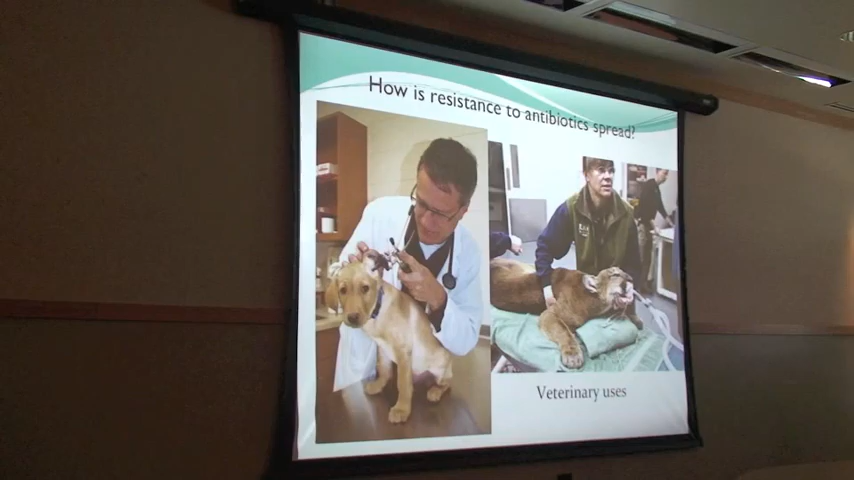 How is resistance to antibiotics spread?
Veterinary uses